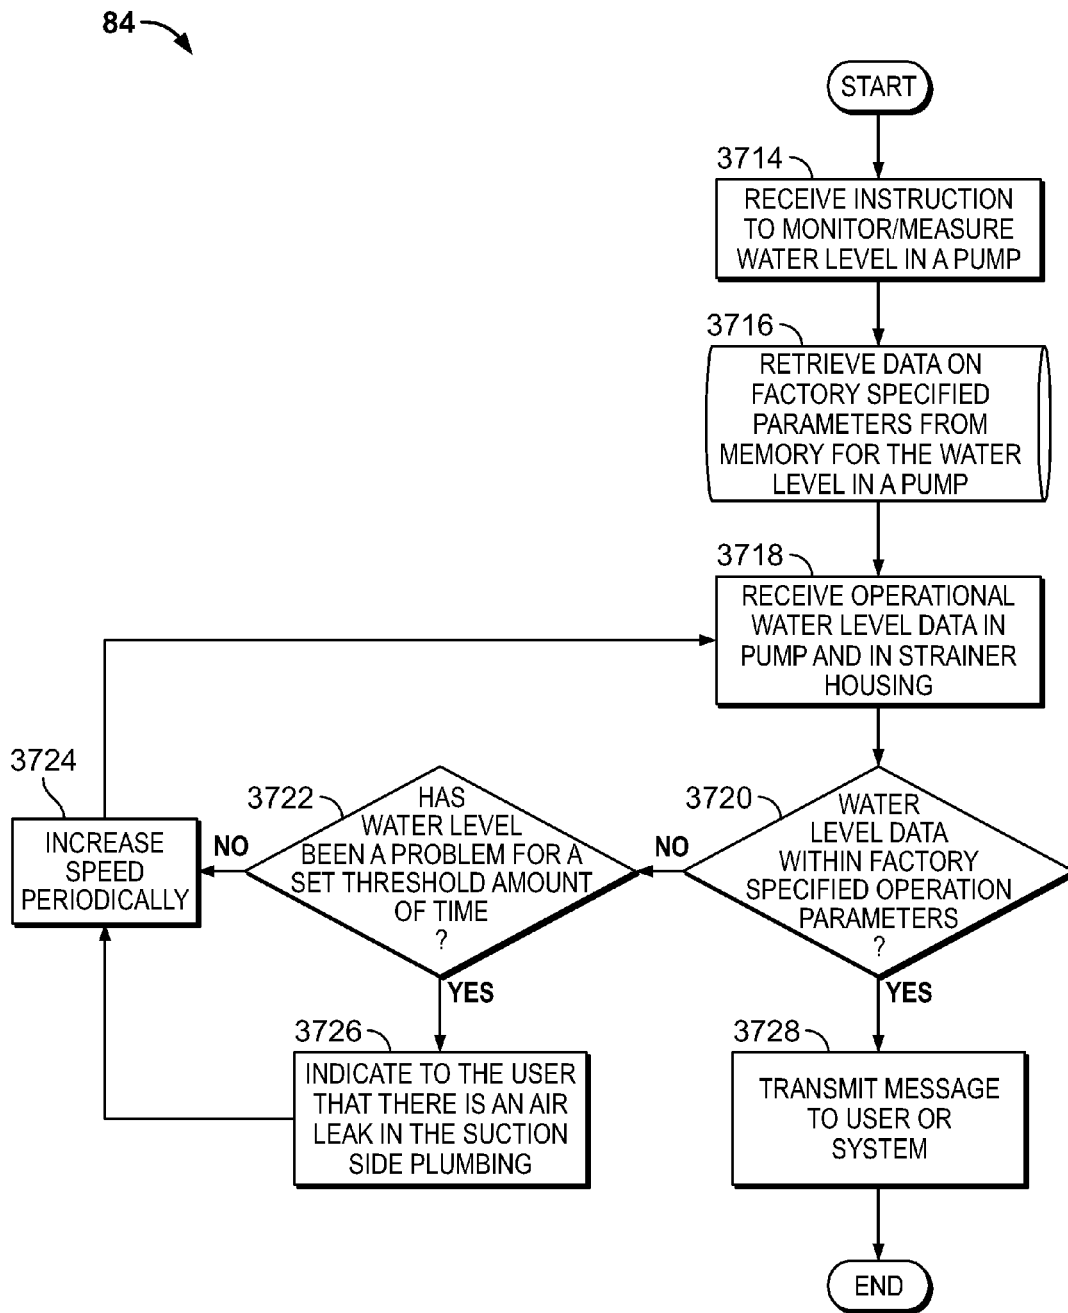 84
START
3714
RECEIVE INSTRUCTION
TO MONITOR/MEASURE
WATER LEVEL IN A PUMP
3716
RETRIEVE DATA ON
FACTORY SPECIFIED
PARAMETERS FROM
MEMORY FOR THE WATER
LEVEL IN A PUMP
3718
RECEIVE OPERATIONAL
WATER LEVEL DATA IN
PUMP AND IN STRAINER
HOUSING
3720
WATER
LEVEL DATA
WITHIN FACTORY
SPECIFIED OPERATION
PARAMETERS
?
NO
YES
3722
HAS
WATER LEVEL
BEEN A PROBLEM FOR A
SET THRESHOLD AMOUNT
OF TIME
?
NO
YES
3724
INCREASE
SPEED
PERIODICALLY
3726
INDICATE TO THE USER
THAT THERE IS AN AIR
LEAK IN THE SUCTION
SIDE PLUMBING
3728
TRANSMIT MESSAGE
TO USER OR
SYSTEM
END